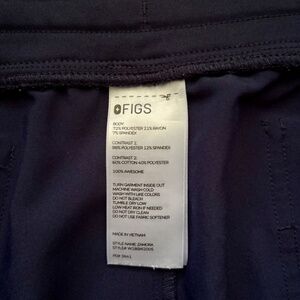 FIGS
BODY
72% POLYESTER 21% RAYON
7% SPANDEX
CONTRAST 1:
88% POLYESTER 12% SPANDEX
CONTRAST 2:
60% COTTON 40% POLYESTER
100% AWESOME
TURN GARMENT INSIDE OUT
MACHINE WASH COLD
WASH WITH LIKE COLORS
DO NOT BLEACH
TUMBLE DRY LOW
LOW HEAT IRON IF NEEDED
DO NOT DRY CLEAN
DO NOT USE FABRIC SOFTENER
MADE IN VIETNAM
STYLE NAME: ZAMORA